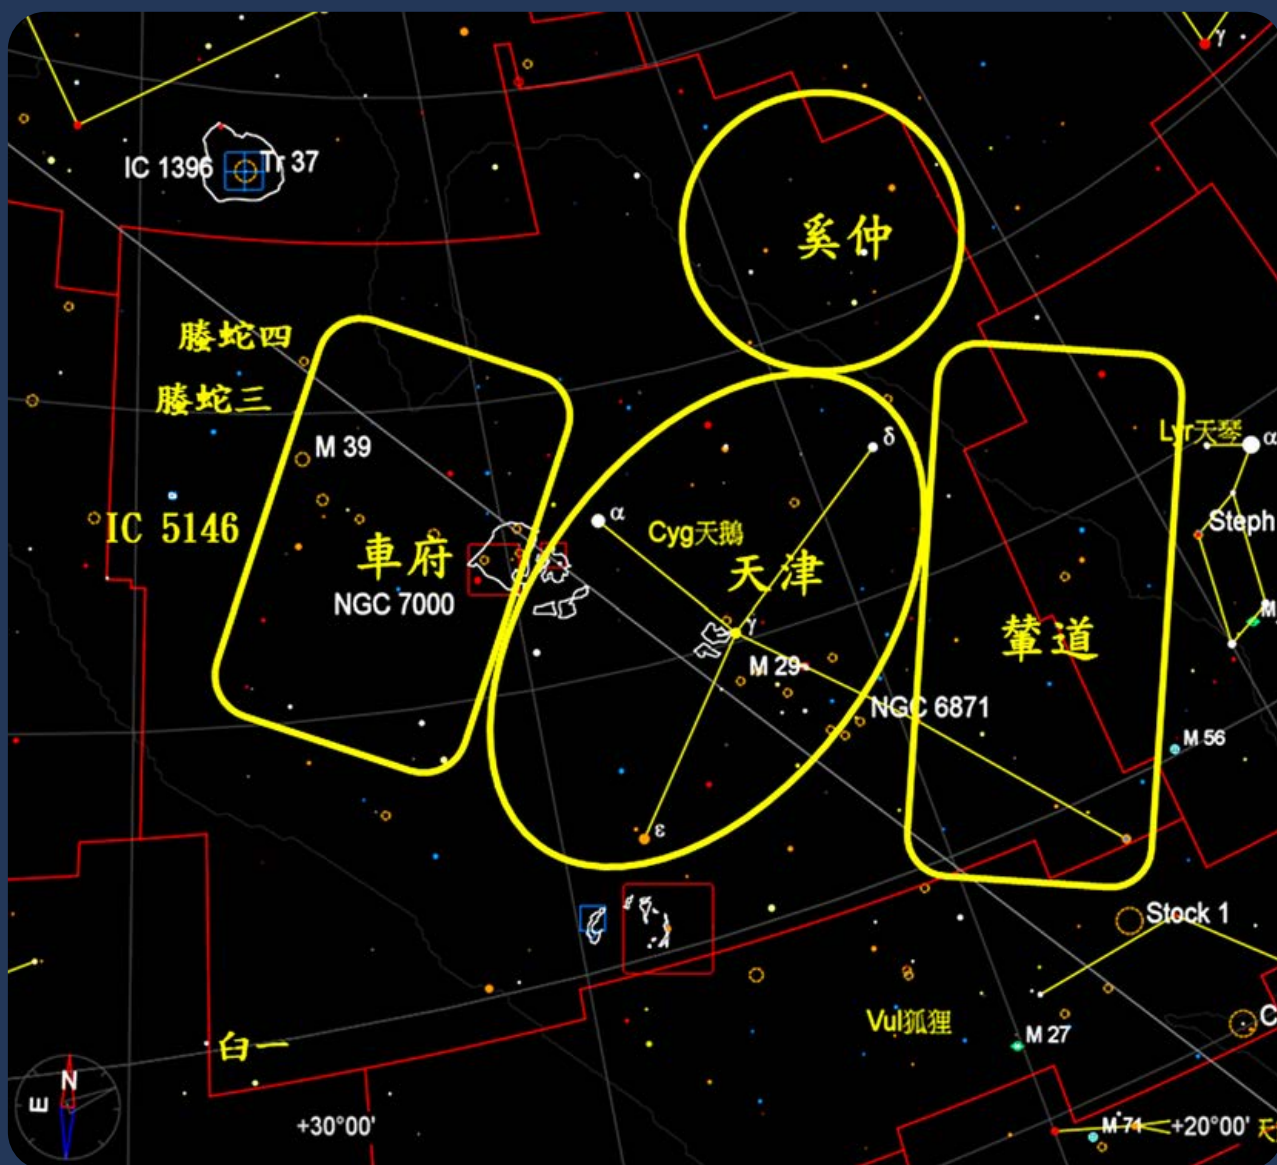 γ
IC 1396
Tr 37
奚仲
螣蛇四
螣蛇三
M 39
δ
Lyr天琴
α
α
Cyg天鵝
Steph
IC 5146
車府
天津
NGC 7000
M
γ
輦道
M 29
NGC 6871
M 56
ε
Stock 1
Vul狐狸
C
M 27
臼一
N
E
+30°00'
M 71
+20°00'
天